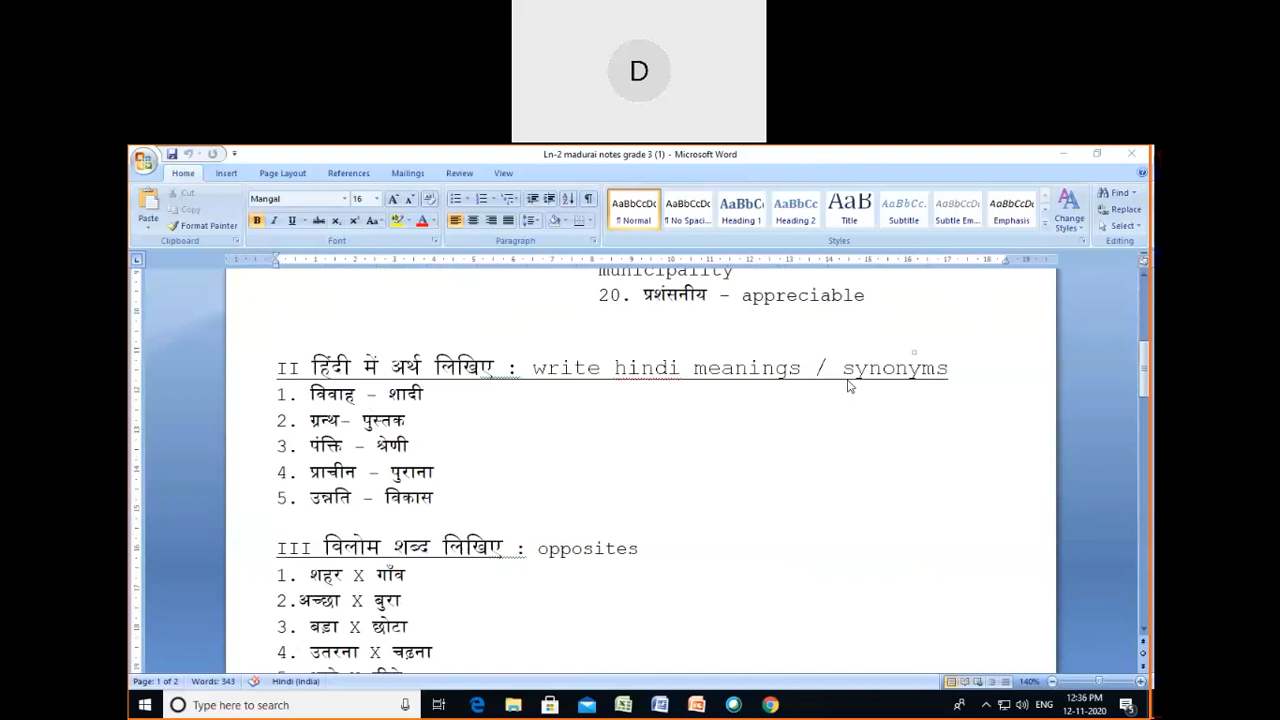 D
Ln-2 madurai notes grade 3 (1) - Microsoft Word
Home Insert Page Layout References Mailings Review View
Paste
Cut
Copy
Format Painter
Clipboard
Mangal 16
B I U abc x₂ x² Aa
Font
Paragraph
AaBbCcDc AaBbCcDc AaBbC AaBbCc AaB AaBbCc. AaBbCcDc AaBbCcDc
¶ Normal ¶ No Spaci... Heading 1 Heading 2 Title Subtitle Subtle Em... Emphasis
Change Styles
Styles
Find
Replace
Select
Editing
municipality
20. प्रशंसनीय – appreciable
II हिंदी में अर्थ लिखिए : write hindi meanings / synonyms
1. विवाह – शादी
2. ग्रन्थ– पुस्तक
3. पंक्ति – श्रेणी
4. प्राचीन – पुराना
5. उन्नति – विकास
III विलोम शब्द लिखिए : opposites
1. शहर X गाँव
2.अच्छा X बुरा
3. बड़ा X छोटा
4. उतरना X चढ़ना
Page: 1 of 2 Words: 343 Hindi (India) 140%
Type here to search
ENG
12:36 PM
12-11-2020